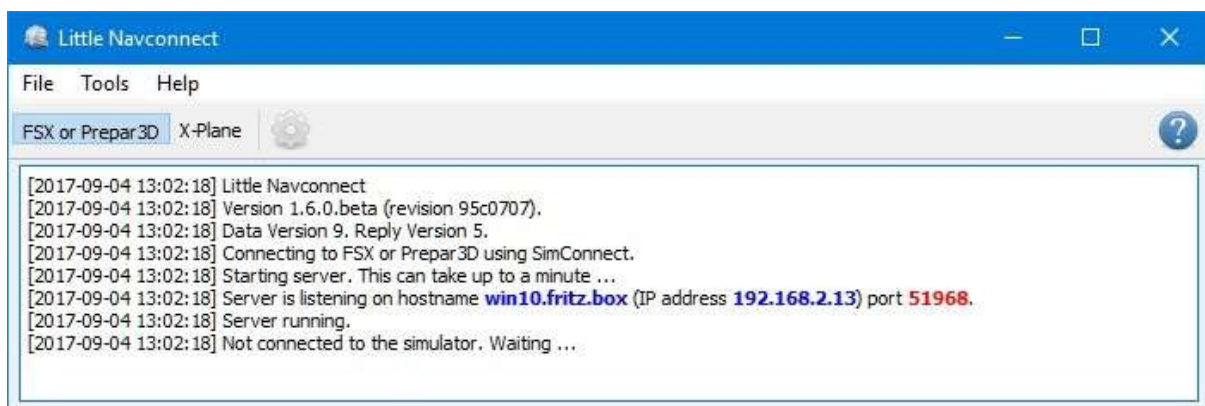 Little Navconnect
File Tools Help
FSX or Prepar3D X-Plane ?
[2017-09-04 13:02:18] Little Navconnect
[2017-09-04 13:02:18] Version 1.6.0.beta (revision 95c0707).
[2017-09-04 13:02:18] Data Version 9. Reply Version 5.
[2017-09-04 13:02:18] Connecting to FSX or Prepar3D using SimConnect.
[2017-09-04 13:02:18] Starting server. This can take up to a minute ...
[2017-09-04 13:02:18] Server is listening on hostname win10.fritz.box (IP address 192.168.2.13) port 51968.
[2017-09-04 13:02:18] Server running.
[2017-09-04 13:02:18] Not connected to the simulator. Waiting ...